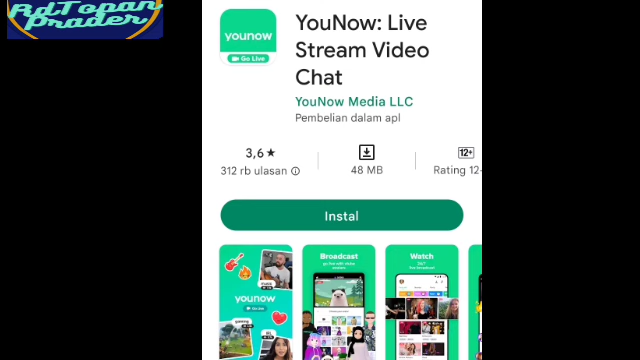 RdTopan
Prader
younow
Go Live
YouNow: Live
Stream Video
Chat
YouNow Media LLC
Pembelian dalam apl
3,6★
312 rb ulasan
48 MB
12+
Rating 12+
Instal
younow
Go Live
Broadcast
Watch